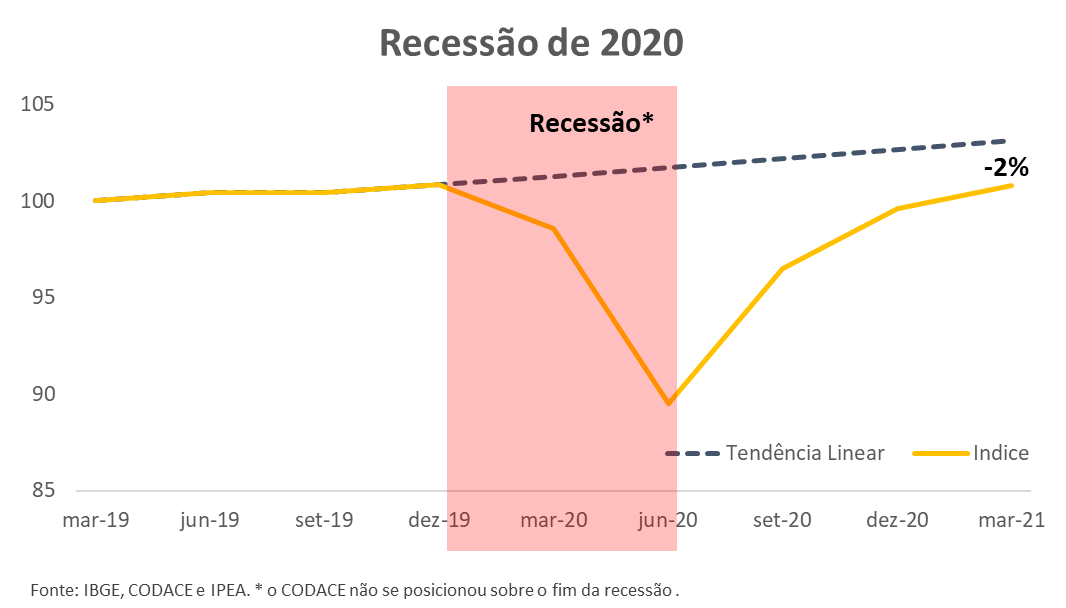 Recessão de 2020
105
Recessão*
-2%
100
95
90
Tendência Linear Indice
85
mar-19 jun-19 set-19 dez-19 mar-20 jun-20 set-20 dez-20 mar-21
Fonte: IBGE, CODACE e IPEA. * o CODACE não se posicionou sobre o fim da recessão .